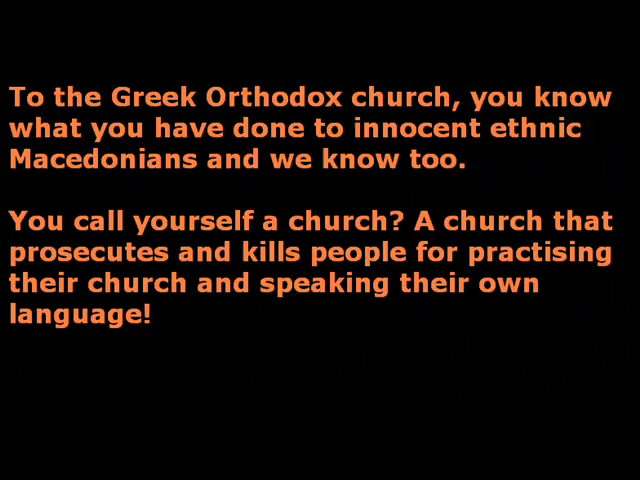 To the Greek Orthodox church, you know
what you have done to innocent ethnic
Macedonians and we know too.
You call yourself a church? A church that
prosecutes and kills people for practising
their church and speaking their own
language!